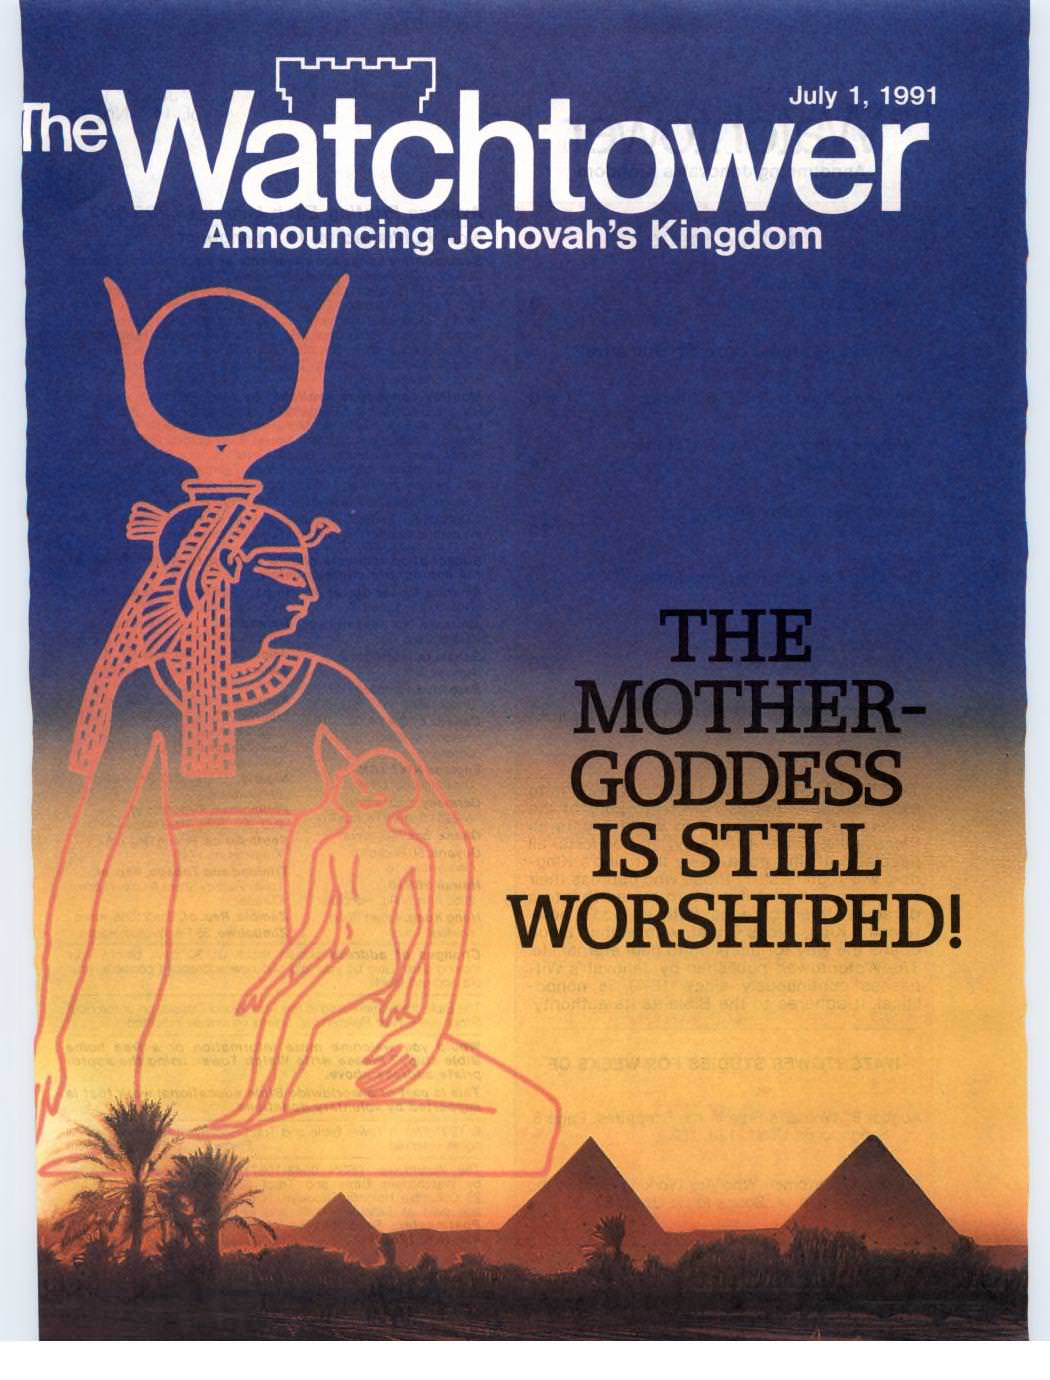 July 1, 1991
The Watchtower
Announcing Jehovah's Kingdom
THE
MOTHER-
GODDESS
IS STILL
WORSHIPED!